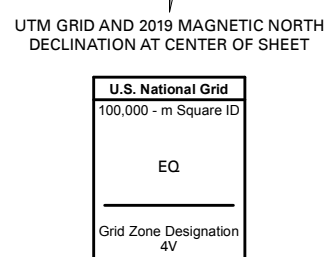 UTM GRID AND 2019 MAGNETIC NORTH
DECLINATION AT CENTER OF SHEET
U.S. National Grid
100,000 - m Square ID
EQ
Grid Zone Designation
4V